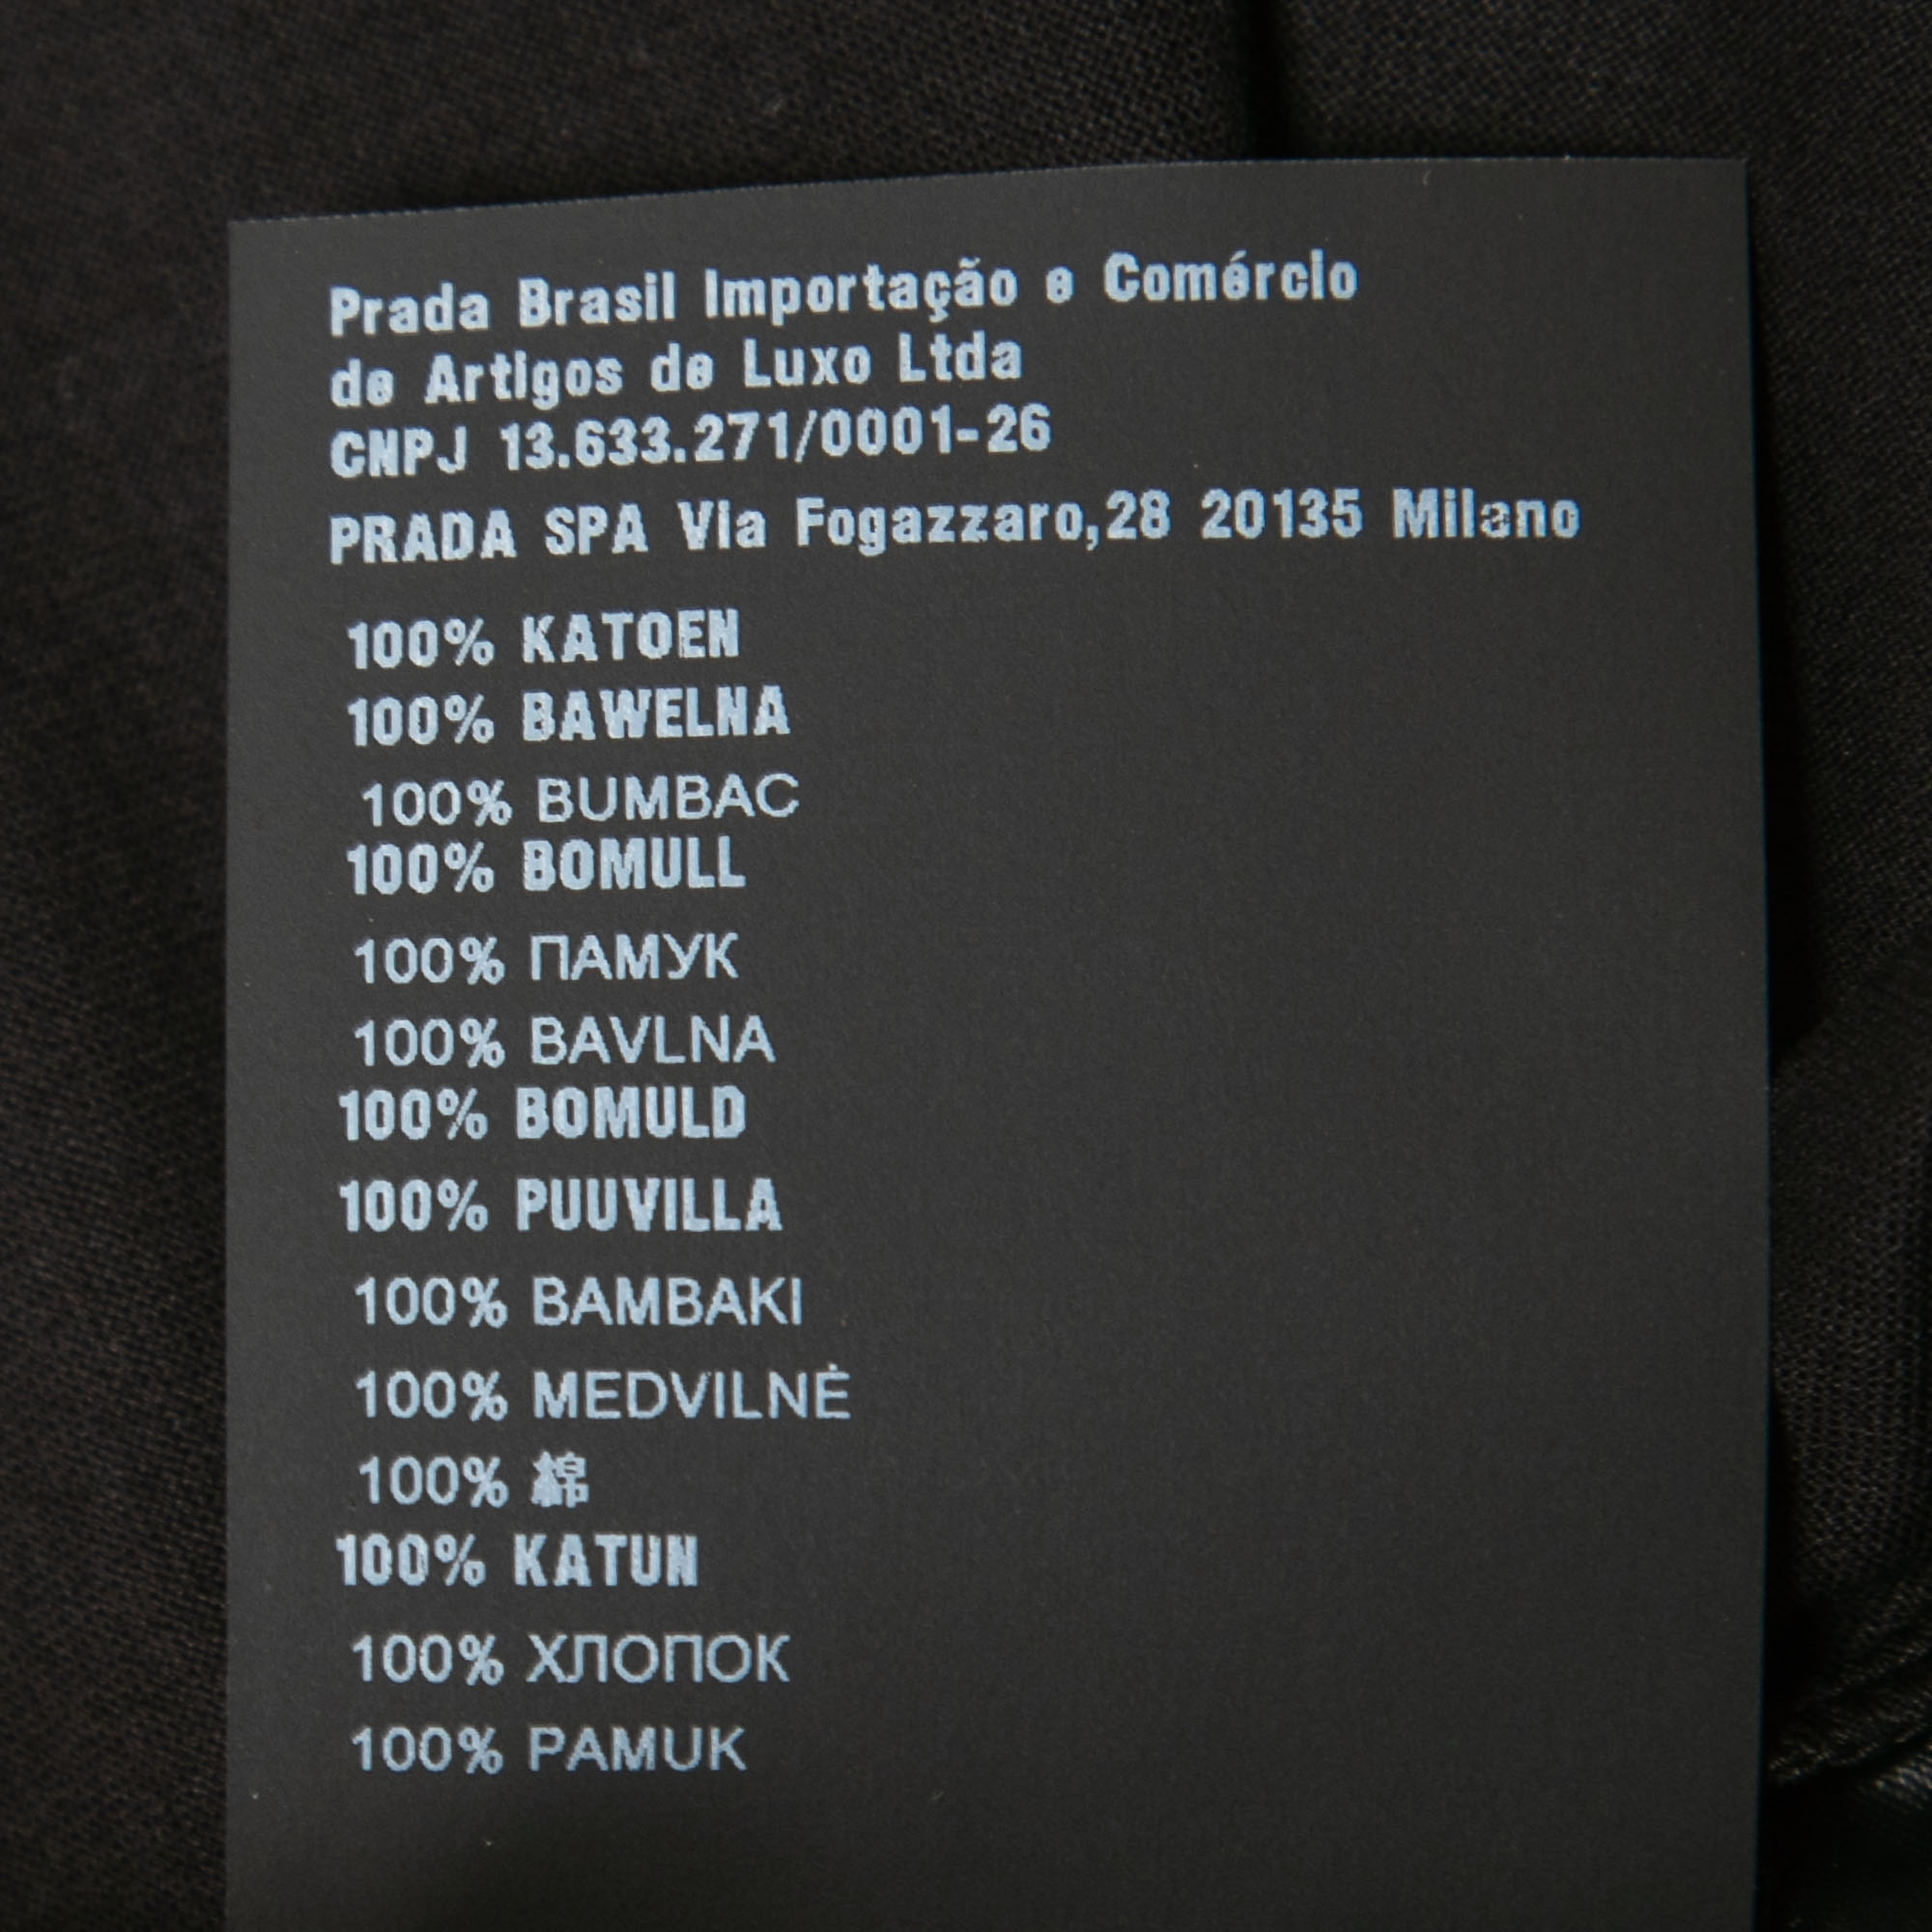 Prada Brasil Importação e Comércio
de Artigos de Luxo Ltda
CNPJ 13.633.271/0001-26
PRADA SPA Via Fogazzaro,28 20135 Milano
100% KATOEN
100% BAWELNA
100% BUMBAC
100% BOMULL
100% ПАМУК
100% BAVLNA
100% BOMULD
100% PUUVILLA
100% BAMBAKI
100% MEDVILNĖ
100% 綿
100% KATUN
100% ХЛОПОК
100% PAMUK